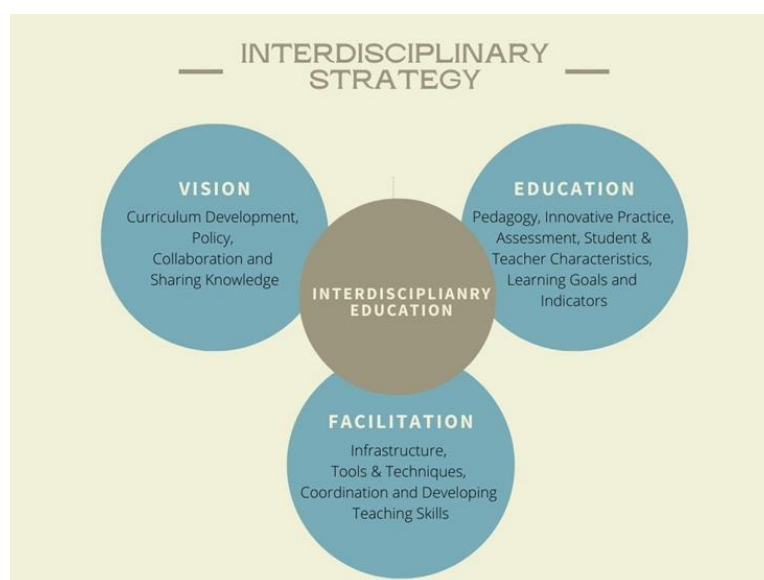 INTERDISCIPLINARY
STRATEGY
VISION
Curriculum Development,
Policy,
Collaboration and
Sharing Knowledge
EDUCATION
Pedagogy, Innovative Practice,
Assessment, Student &
Teacher Characteristics,
Learning Goals and
Indicators
INTERDISCIPLIANRY
EDUCATION
FACILITATION
Infrastructure,
Tools & Techniques,
Coordination and Developing
Teaching Skills